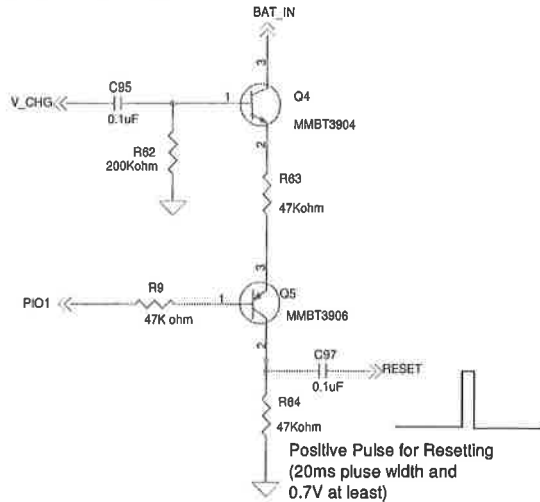 BAT_IN
3
C95
V_CHG
0.1uF
1
Q4
MMBT3904
2
R62
200Kohm
R63
47Kohm
3
Q5
R9
PIO1
1
47K ohm
MMBT3906
2
C97
RESET
0.1uF
R64
47Kohm
Positive Pulse for Resetting
(20ms pluse width and
0.7V at least)